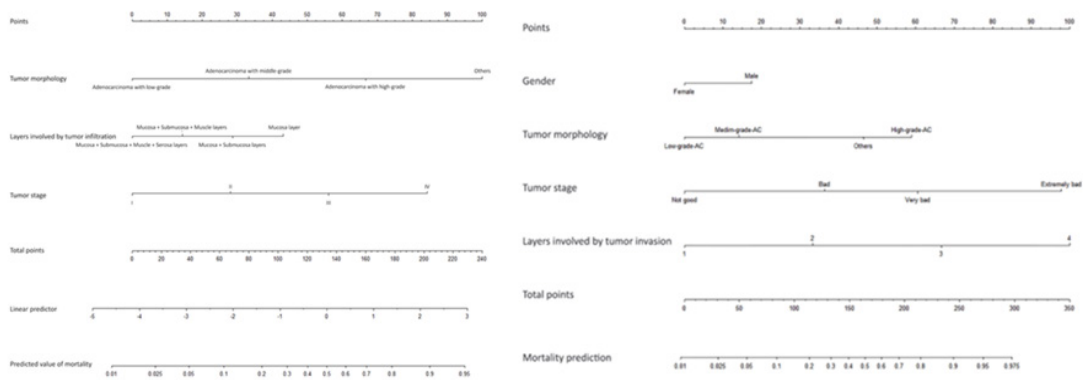 Points
0 10 20 30 40 50 60 70 80 90 100
Tumor morphology
Adenocarcinoma with middle-grade
Others
Adenocarcinoma with low-grade
Adenocarcinoma with high-grade
Layers involved by tumor infiltration
Mucosa + Submucosa + Muscle layers
Mucosa layer
Mucosa + Submucosa + Muscle + Serosa layers
Mucosa + Submucosa layers
Tumor stage
II
IV
I
III
Total points
0 20 40 60 80 100 120 140 160 180 200 220 240
Linear predictor
-5 -4 -3 -2 -1 0 1 2 3
Predicted value of mortality
0.01 0.025 0.05 0.1 0.2 0.3 0.4 0.5 0.6 0.7 0.8 0.9 0.95
Points
0 10 20 30 40 50 60 70 80 90 100
Gender
Male
Female
Tumor morphology
Medim-grade-AC
High-grade-AC
Low-grade-AC
Others
Tumor stage
Bad
Extremely bad
Not good
Very bad
Layers involved by tumor invasion
2
4
1
3
Total points
0 50 100 150 200 250 300 350
Mortality prediction
0.01 0.025 0.05 0.1 0.2 0.3 0.4 0.5 0.6 0.7 0.8 0.9 0.95 0.975